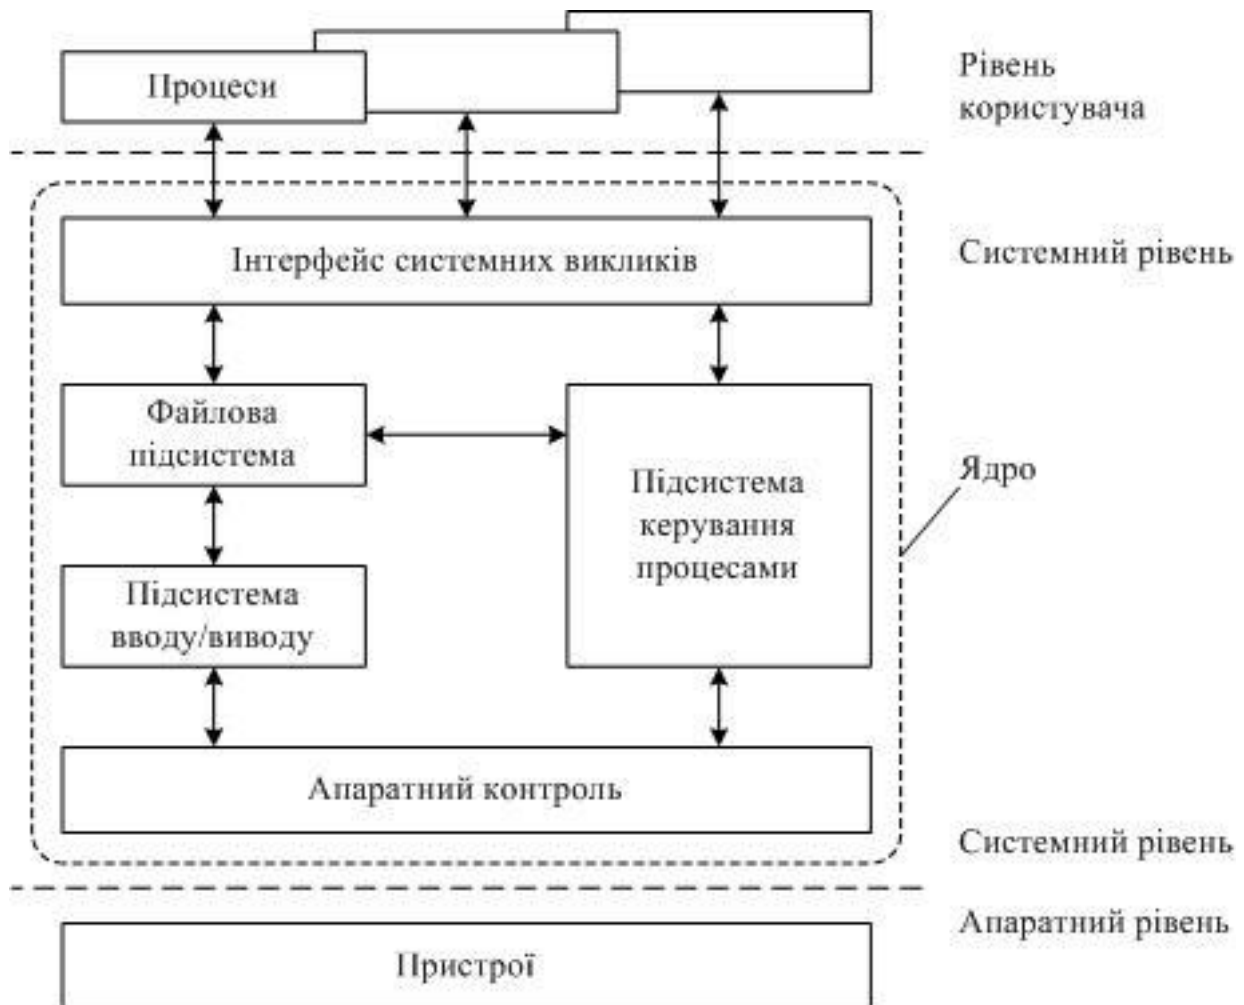 Процеси
Рівень
користувача
Інтерфейс системних викликів
Системний рівень
Файлова
підсистема
Підсистема
керування
процесами
Ядро
Підсистема
вводу/виводу
Апаратний контроль
Системний рівень
Апаратний рівень
Пристрої